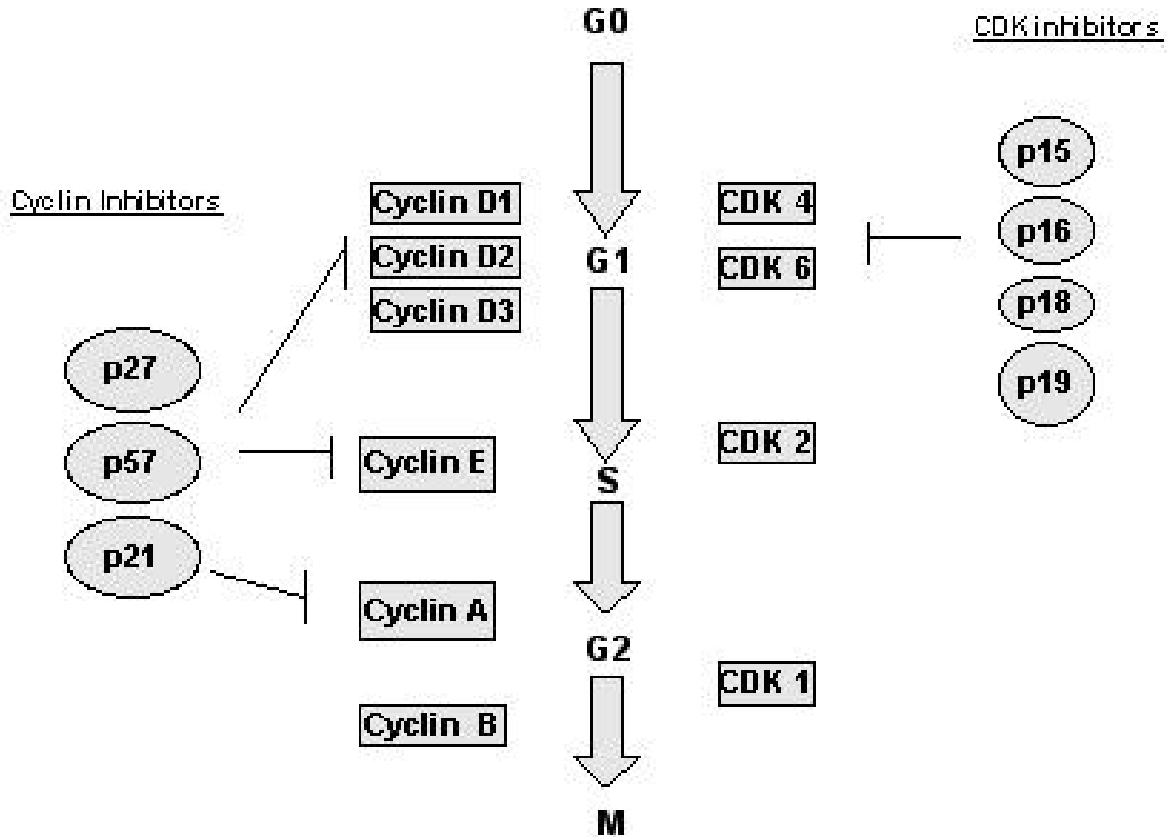 G0
CDK inhibitors
p15
Cyclin Inhibitors
Cyclin D1
CDK 4
p16
Cyclin D2
G1
CDK 6
p18
Cyclin D3
p27
p19
p57
Cyclin E
S
CDK 2
p21
Cyclin A
G2
CDK 1
Cyclin B
M